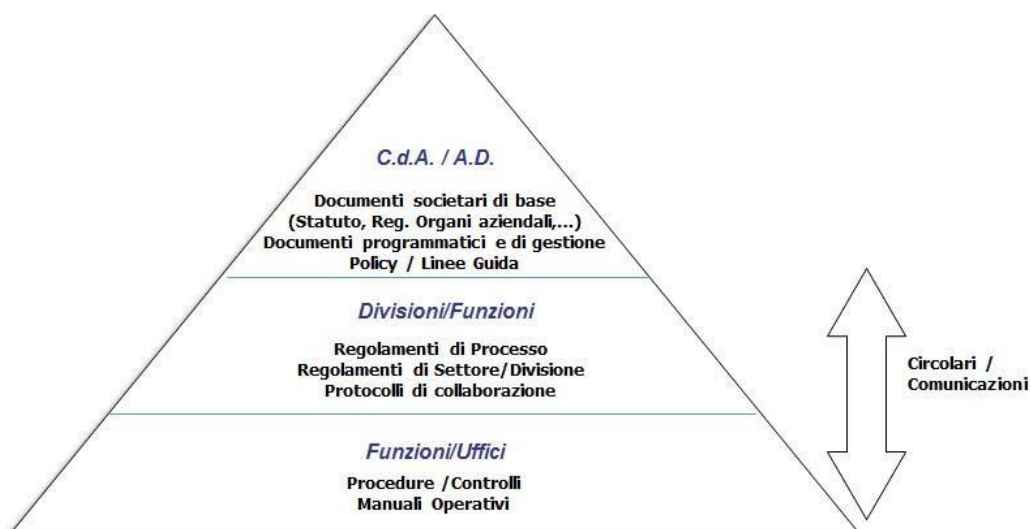 C.d.A. / A.D.
Documenti societari di base
(Statuto, Reg. Organi aziendali,...)
Documenti programmatici e di gestione
Policy / Linee Guida
Divisioni/Funzioni
Regolamenti di Processo
Regolamenti di Settore/Divisione
Protocolli di collaborazione
Circolari /
Comunicazioni
Funzioni/Uffici
Procedure /Controlli
Manuali Operativi